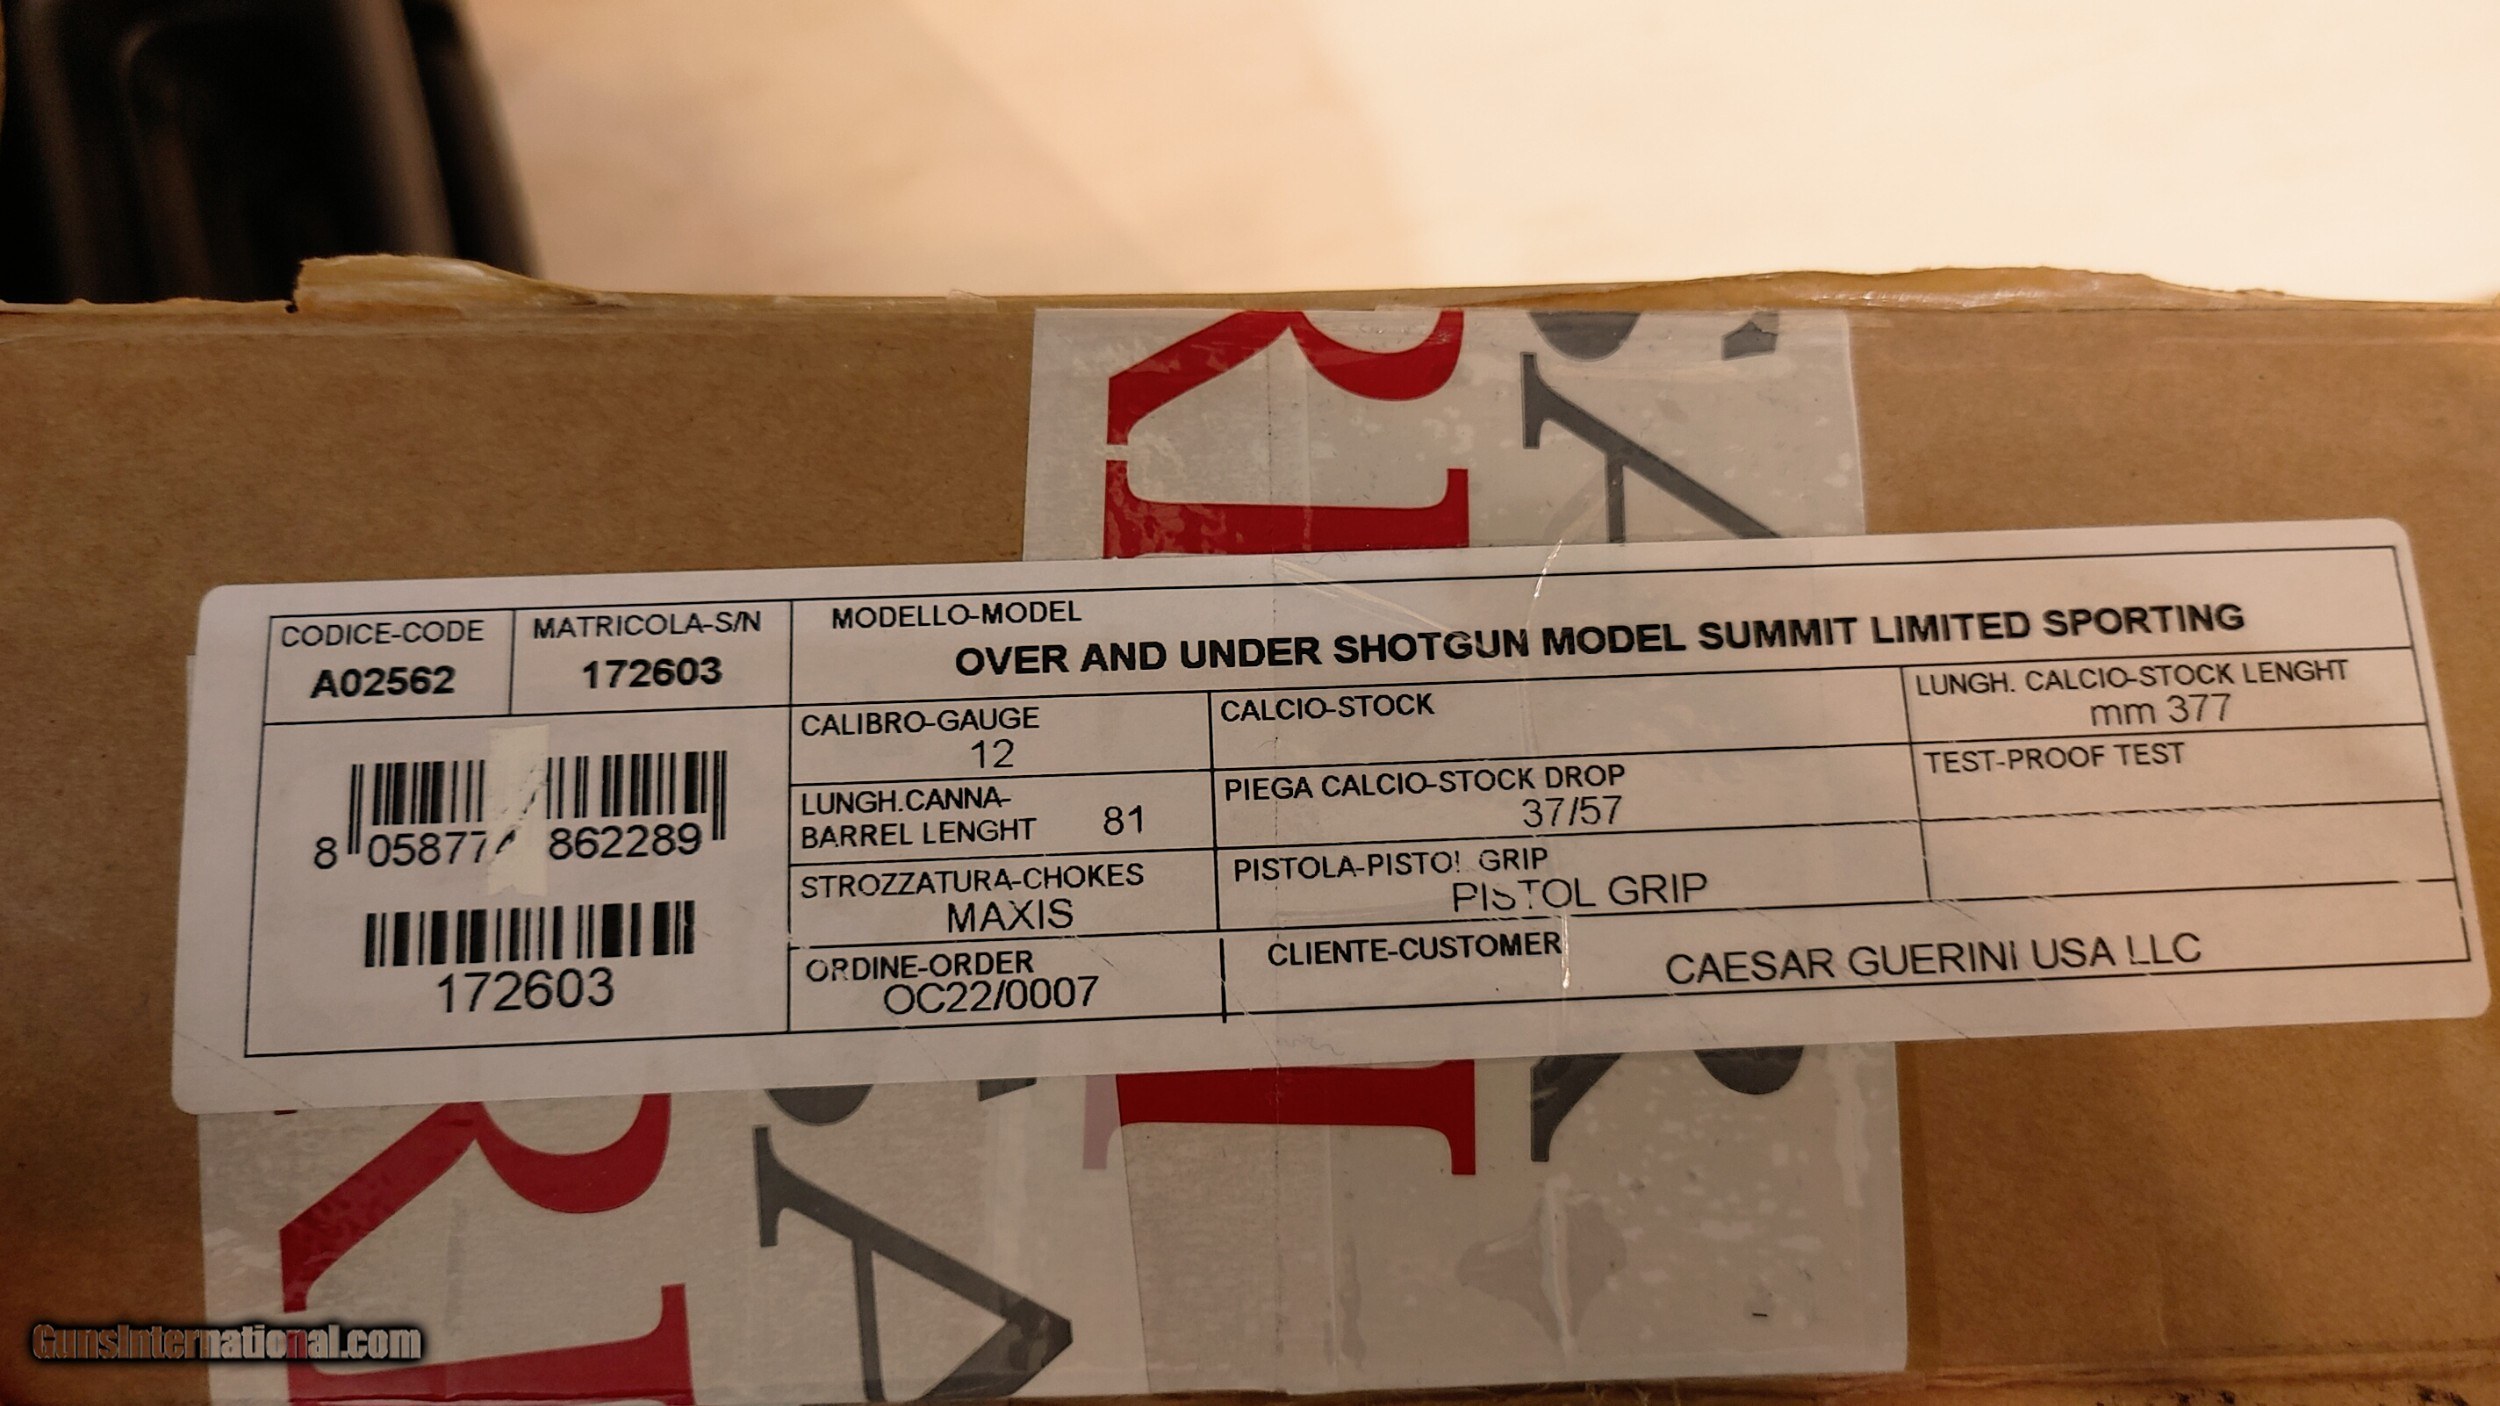 CODICE-CODE
A02562
MATRICOLA-S/N
172603
MODELLO-MODEL
OVER AND UNDER SHOTGUN MODEL SUMMIT LIMITED SPORTING
CALIBRO-GAUGE
12
CALCIO-STOCK
LUNGH. CALCIO-STOCK LENGHT
mm 377
LUNGH.CANNA-
BARREL LENGHT 81
PIEGA CALCIO-STOCK DROP
37/57
TEST-PROOF TEST
STROZZATURA-CHOKES
MAXIS
PISTOLA-PISTOL GRIP
PISTOL GRIP
ORDINE-ORDER
OC22/0007
CLIENTE-CUSTOMER
CAESAR GUERINI USA LLC
8 862289
172603
GunsInternational.com